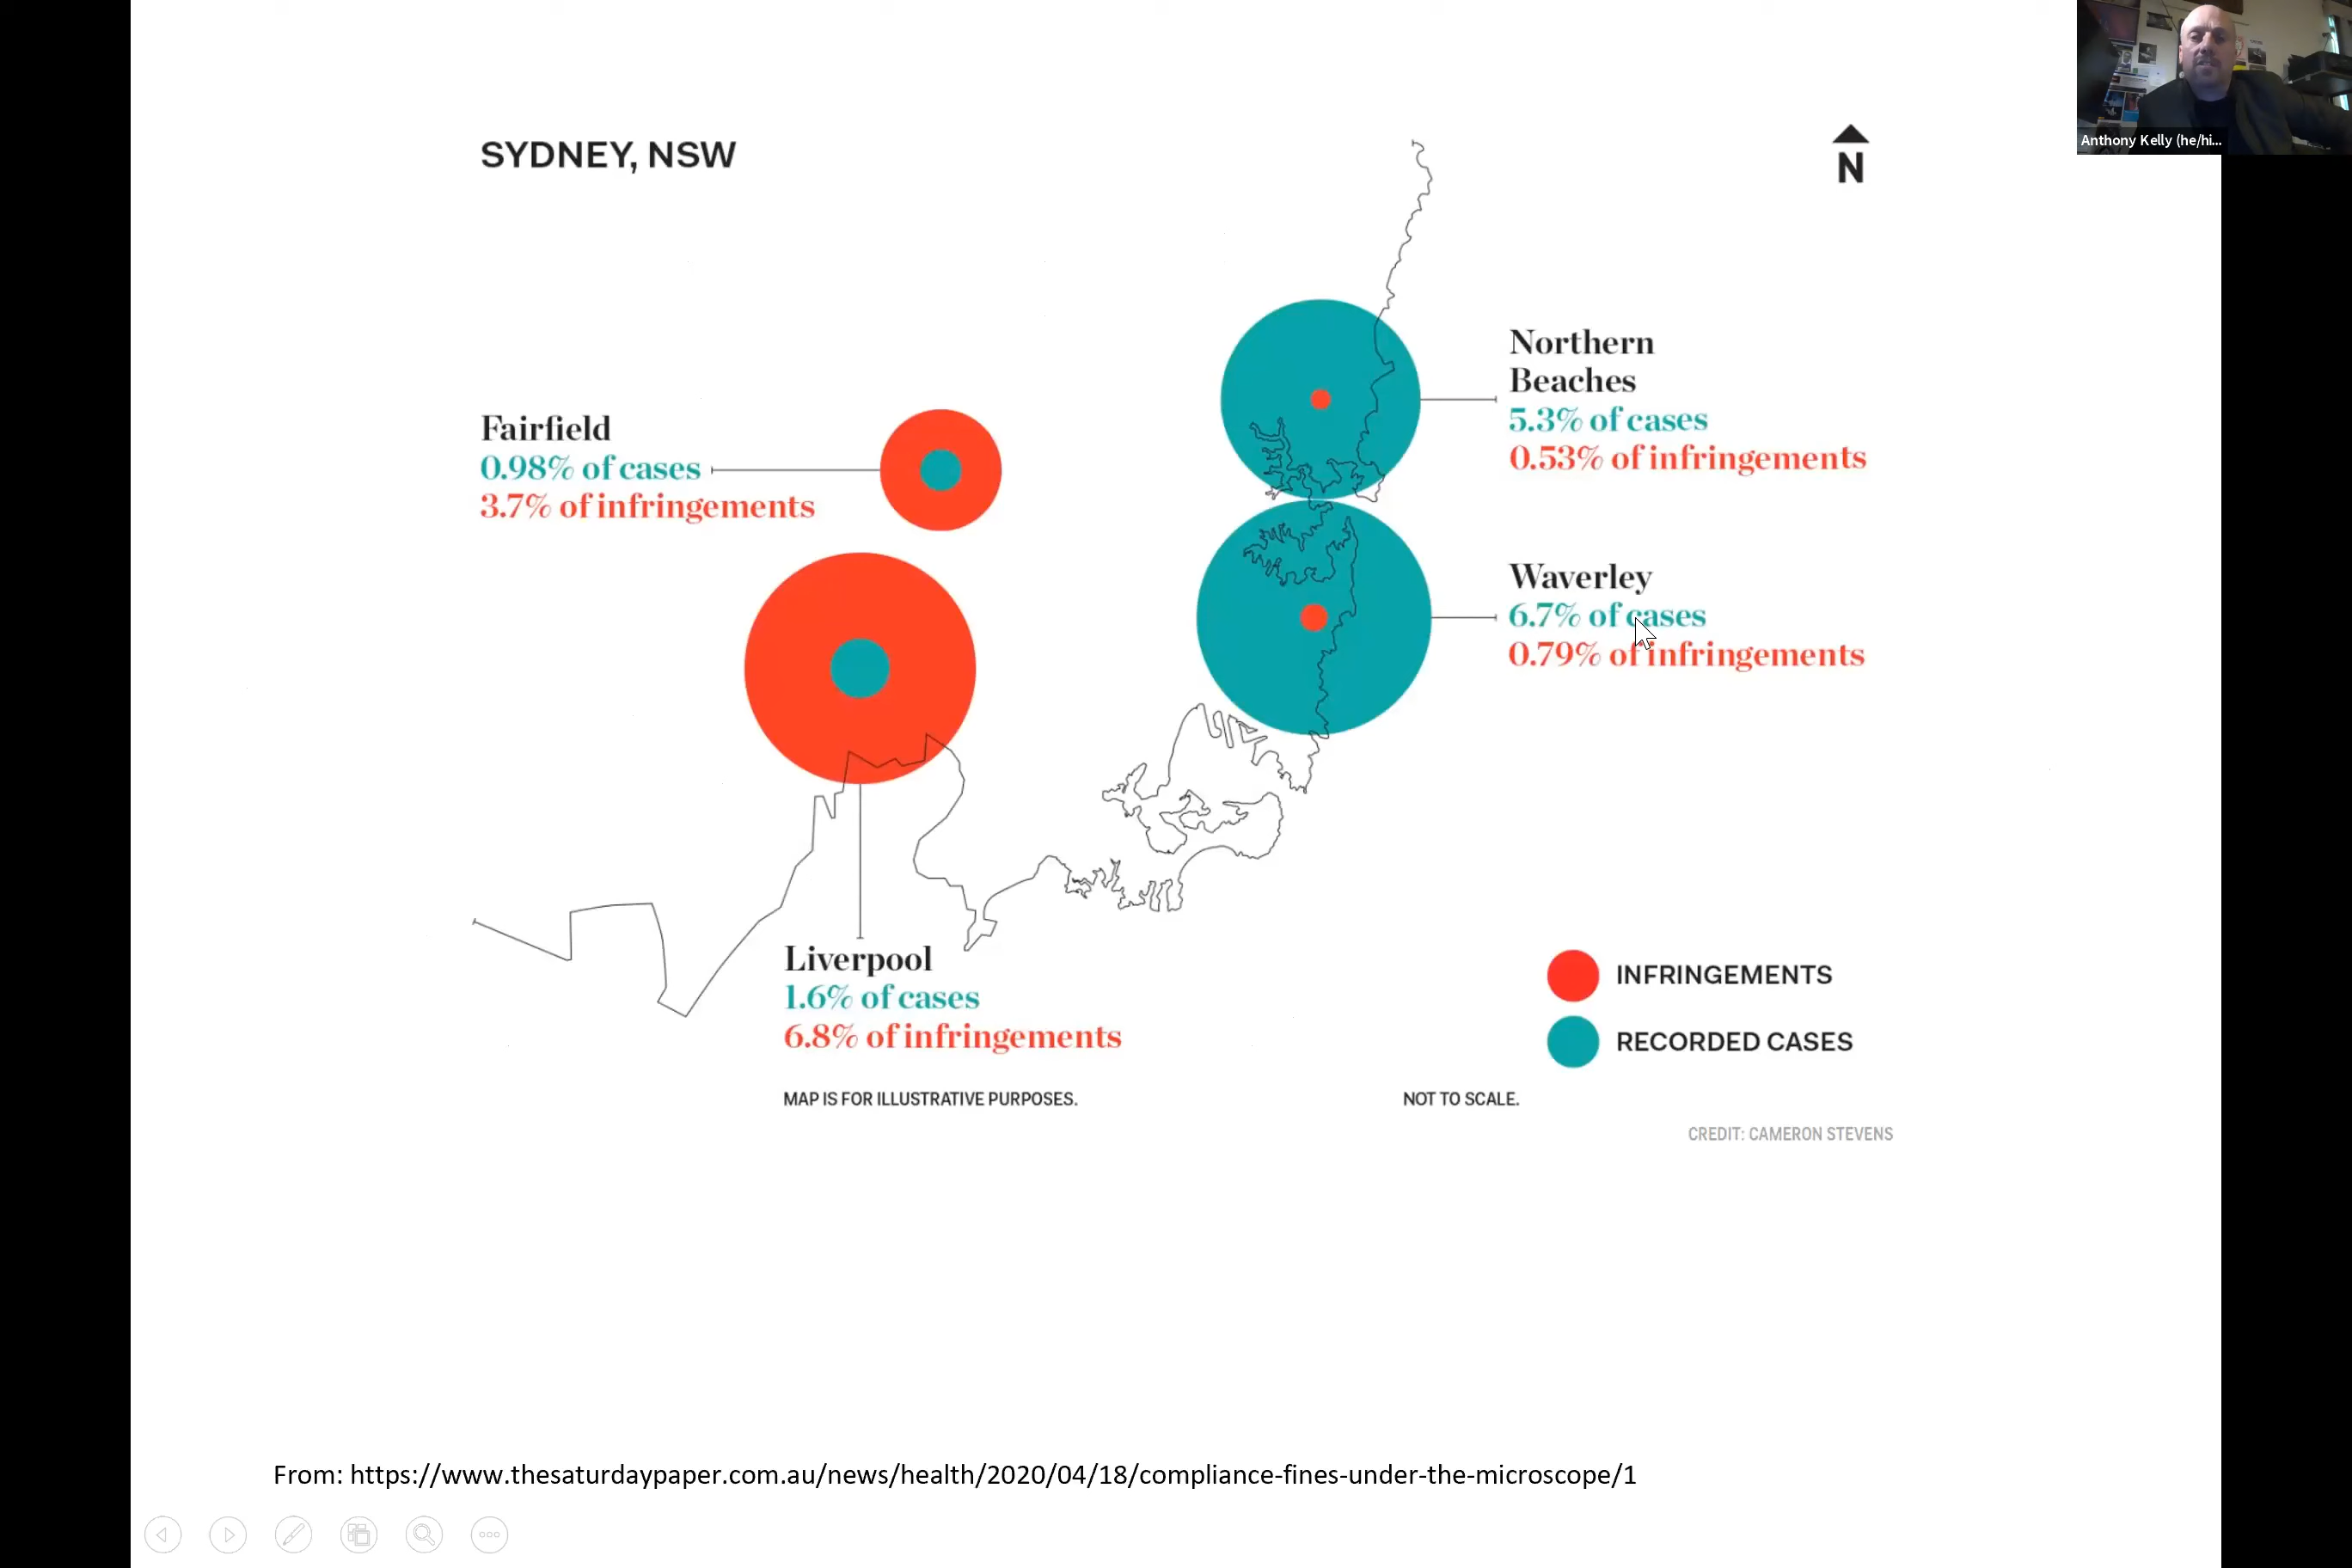 Anthony Kelly (he/hi...
SYDNEY, NSW
N
Northern
Beaches
5.3% of cases
0.53% of infringements
Fairfield
0.98% of cases
3.7% of infringements
Waverley
6.7% of cases
0.79% of infringements
Liverpool
1.6% of cases
6.8% of infringements
INFRINGEMENTS
RECORDED CASES
MAP IS FOR ILLUSTRATIVE PURPOSES.
NOT TO SCALE.
CREDIT: CAMERON STEVENS
From: https://www.thesaturdaypaper.com.au/news/health/2020/04/18/compliance-fines-under-the-microscope/1